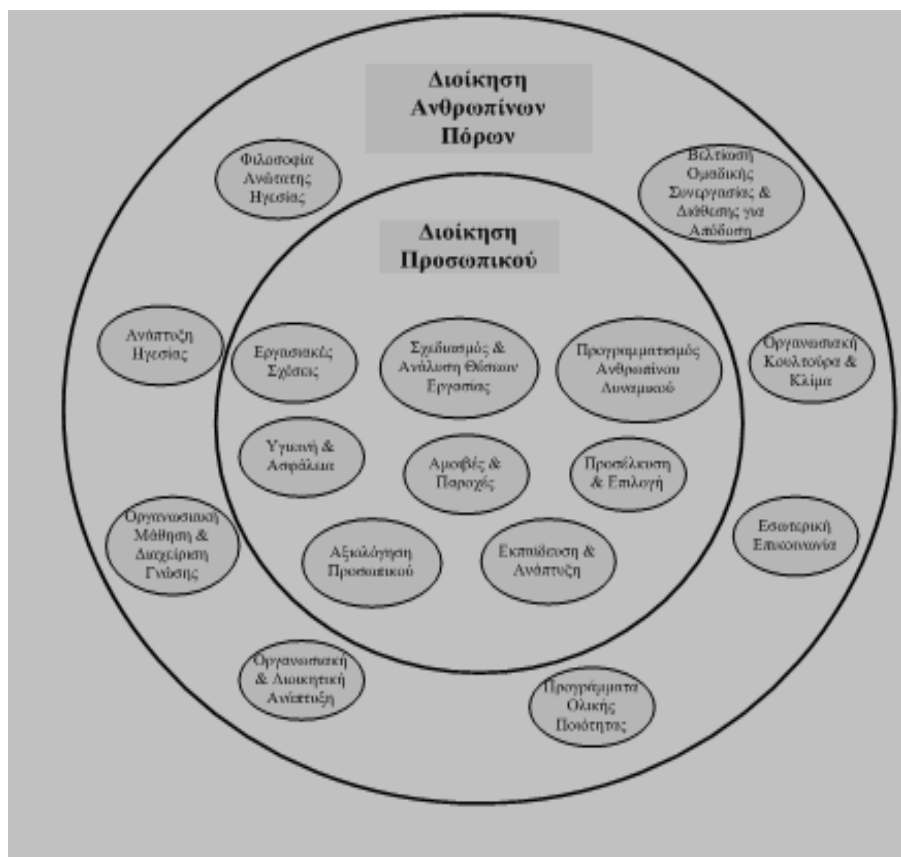 Διοίκηση
Ανθρωπίνων
Πόρων
Φιλοσοφία
Ανώτατης
Ηγεσίας
Βελτίωση
Ομαδικής
Συνεργασίας &
Διάθεσης για
Απόδοση
Διοίκηση
Προσωπικού
Ανάπτυξη
Ηγεσίας
Εργασιακές
Σχέσεις
Σχεδιασμός &
Ανάλυση Θέσεων
Εργασίας
Προγραμματισμός
Ανθρωπίνου
Δυναμικού
Οργανωσιακή
Κουλτούρα &
Κλίμα
Υγιεινή &
Ασφάλεια
Αμοιβές &
Παροχές
Προσέλκυση
& Επιλογή
Οργανωσιακή
Μάθηση &
Διαχείριση
Γνώσης
Αξιολόγηση
Προσωπικού
Εκπαίδευση &
Ανάπτυξη
Εσωτερική
Επικοινωνία
Οργανωσιακή
& Διοικητική
Ανάπτυξη
Προγράμματα
Ολικής
Ποιότητας